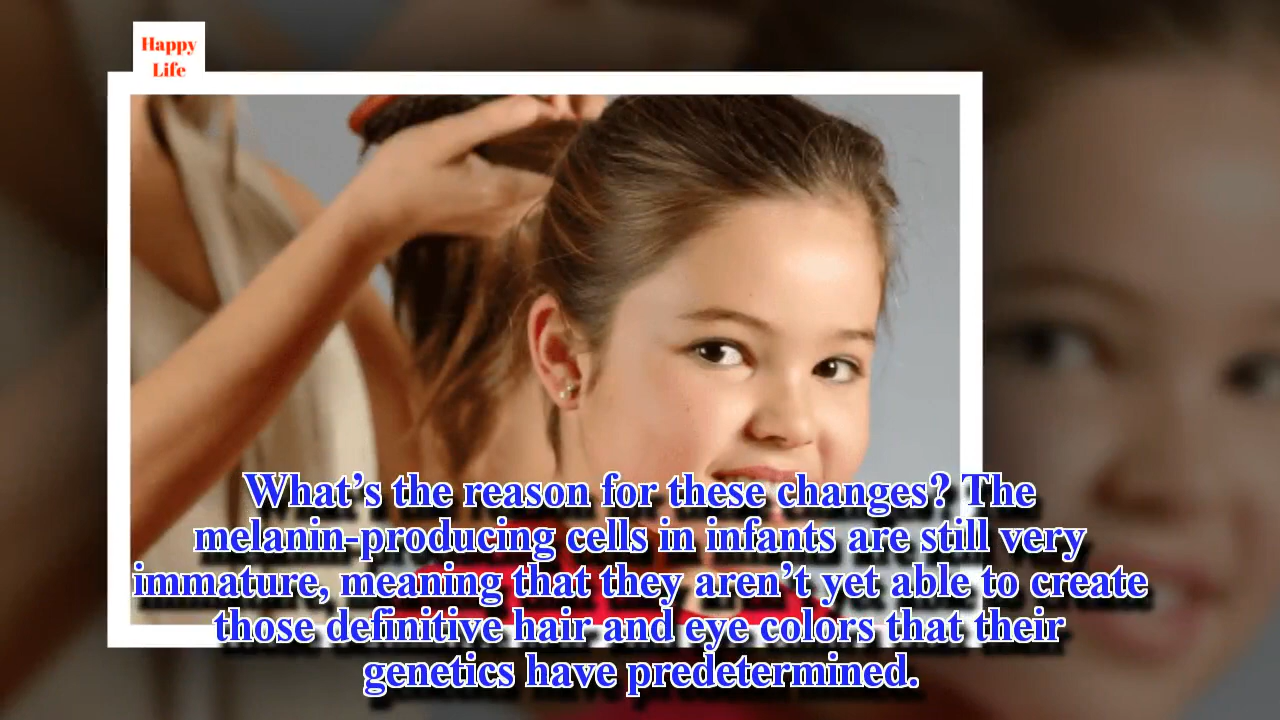 Happy
Life
What's the reason for these changes? The
melanin-producing cells in infants are still very
immature, meaning that they aren't yet able to create
those definitive hair and eye colors that their
genetics have predetermined.